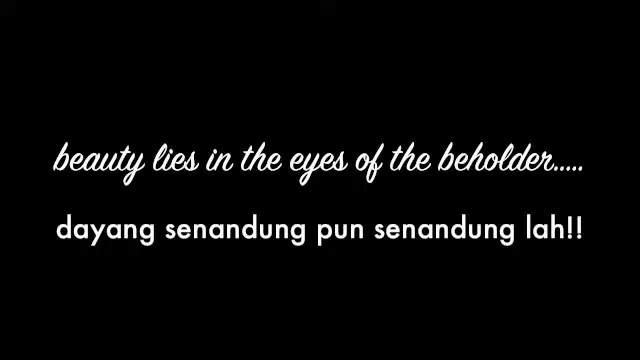 beauty lies in the eyes of the beholder.....
dayang senandung pun senandung lah!!